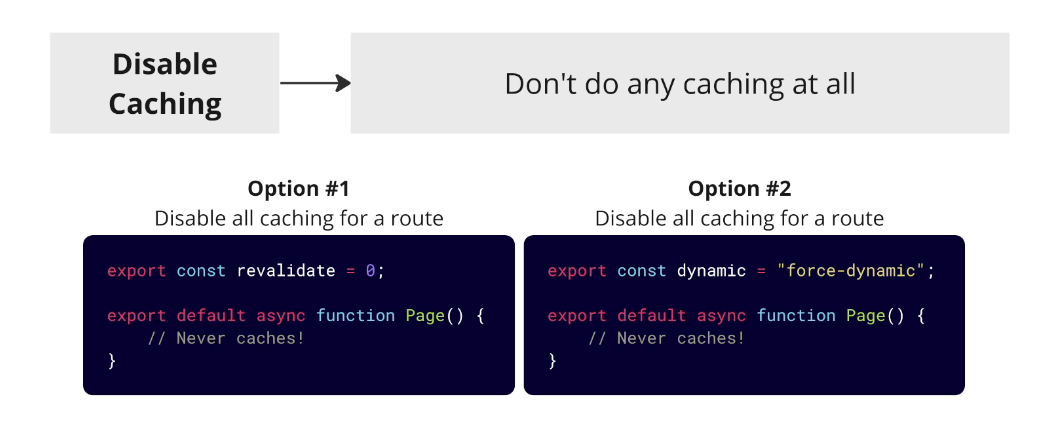 Disable
Caching
Don't do any caching at all
Option #1
Disable all caching for a route
export const revalidate = 0;
export default async function Page() {
    // Never caches!
}
Option #2
Disable all caching for a route
export const dynamic = "force-dynamic";
export default async function Page() {
    // Never caches!
}